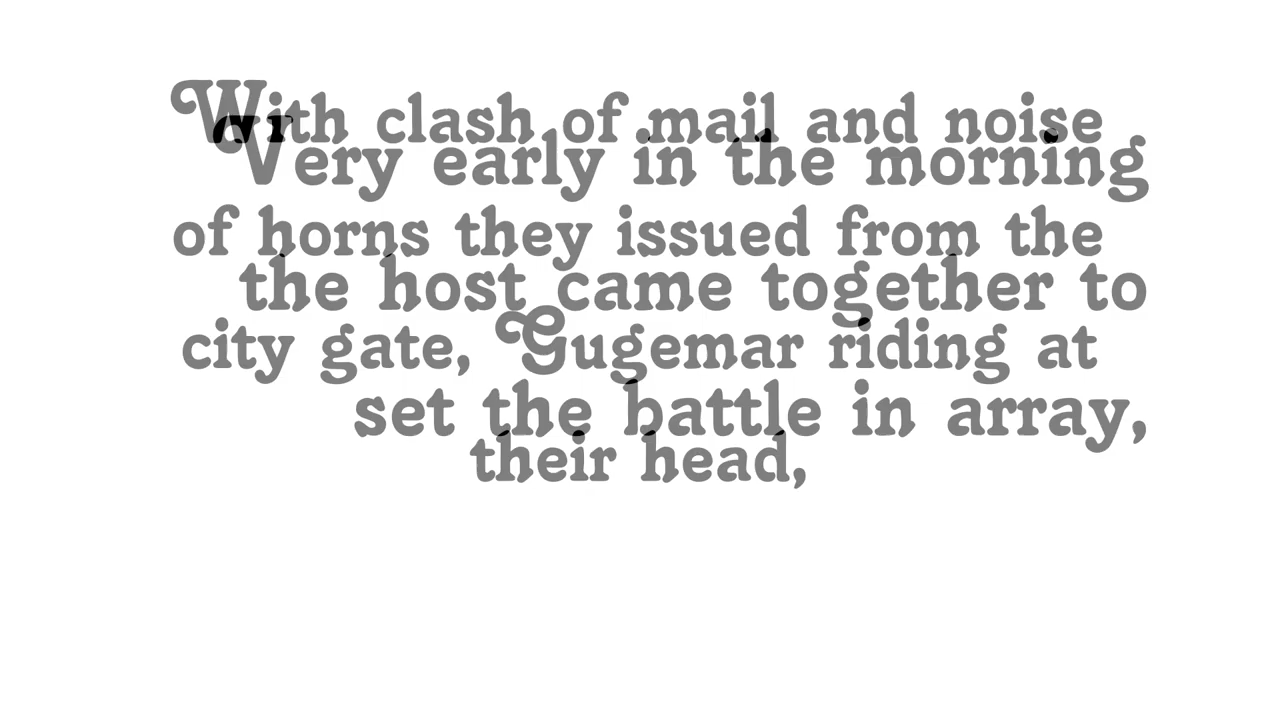 With clash of mail and noise
of horns they issued from the
city gate, Gugemar riding at
their head,
Very early in the morning
the host came together to
set the battle in array,